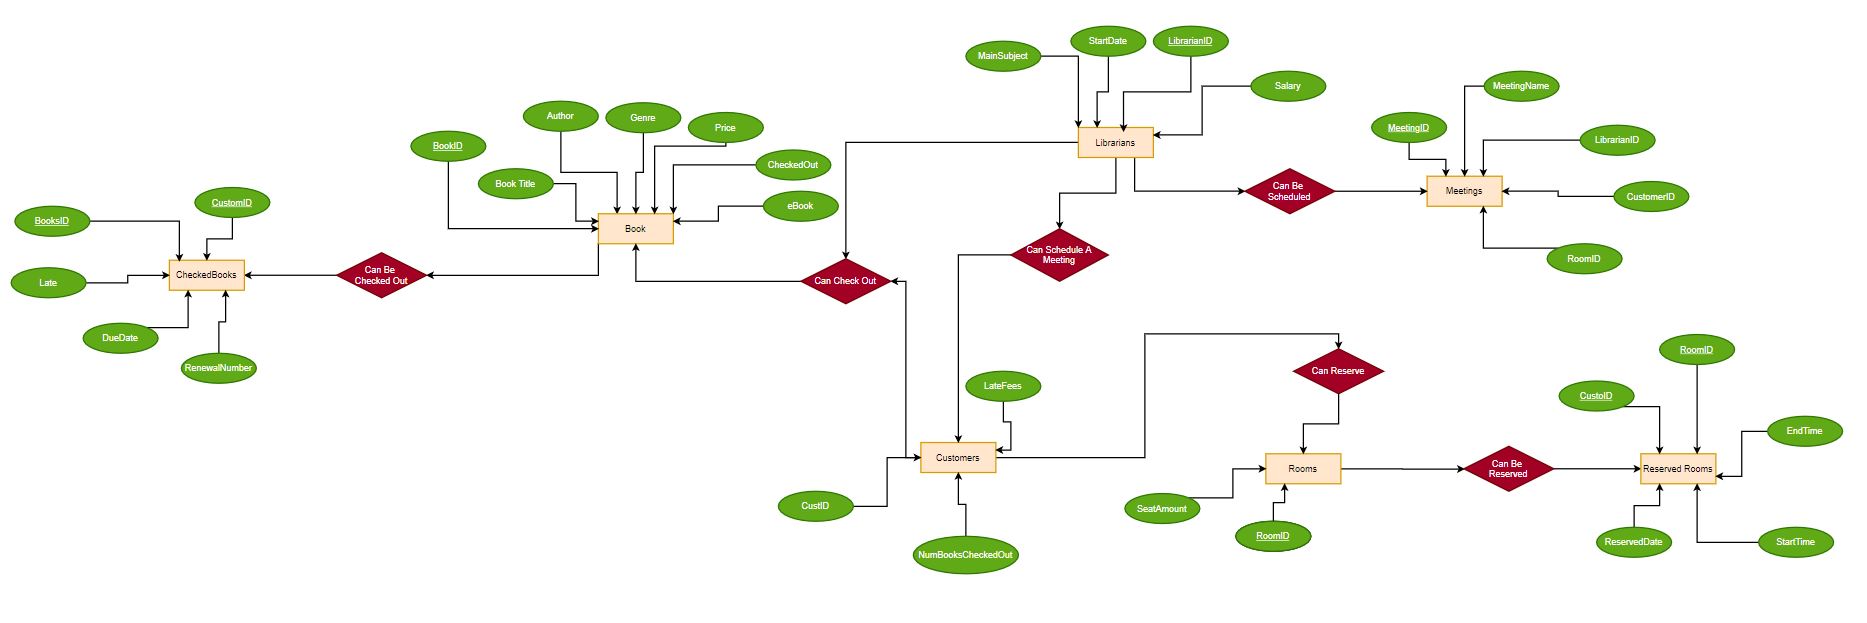 StartDate
LibrarianID
MainSubject
Salary
MeetingName
Author
Genre
Price
MeetingID
LibrarianID
Librarians
BookID
CheckedOut
Book Title
Can Be
Scheduled
Meetings
CustomerID
eBook
CustomID
BooksID
Book
Can Schedule A
Meeting
RoomID
CheckedBooks
Can Be
Checked Out
Can Check Out
Late
DueDate
RenewalNumber
RoomID
Can Reserve
LateFees
CustoID
EndTime
Customers
Rooms
Can Be
Reserved
Reserved Rooms
CustID
SeatAmount
RoomID
ReservedDate
StartTime
NumBooksCheckedOut